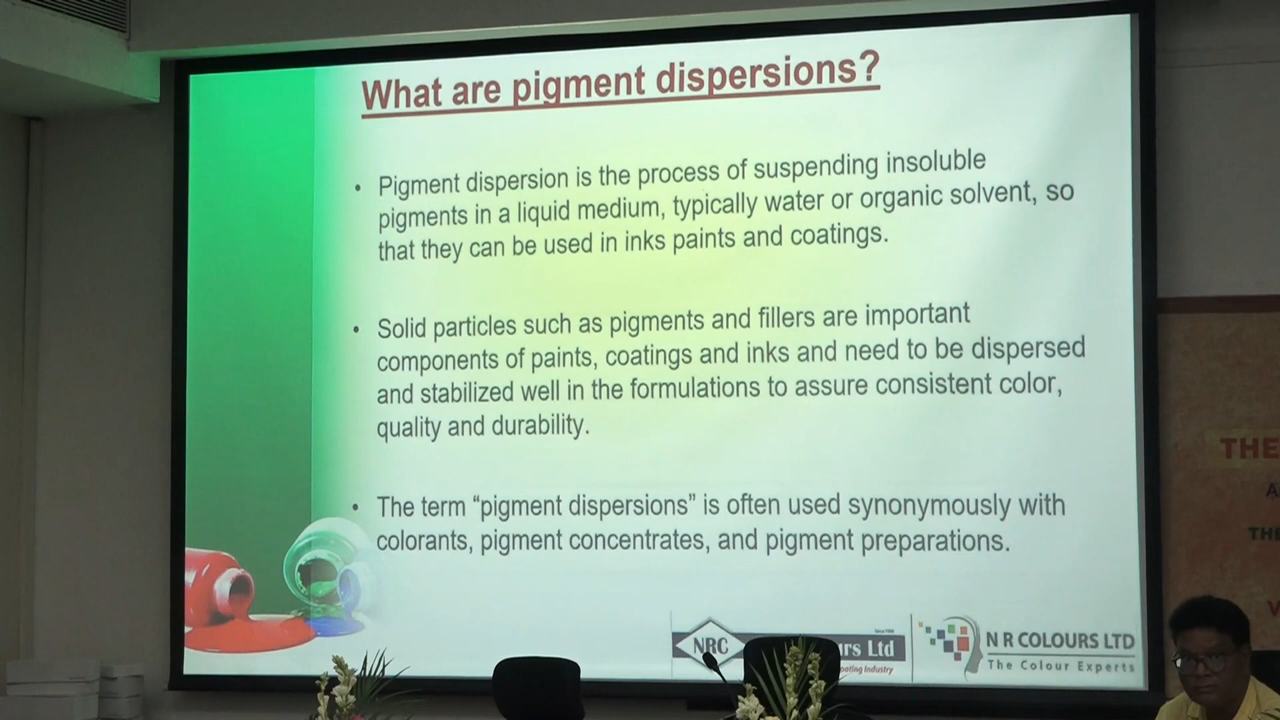 What are pigment dispersions?
• Pigment dispersion is the process of suspending insoluble
pigments in a liquid medium, typically water or organic solvent, so
that they can be used in inks paints and coatings.
• Solid particles such as pigments and fillers are important
components of paints, coatings and inks and need to be dispersed
and stabilized well in the formulations to assure consistent color,
quality and durability.
• The term “pigment dispersions” is often used synonymously with
colorants, pigment concentrates, and pigment preparations.
NRC
Ltd
Industry
N R COLOURS LTD
The Colour Experts
THE